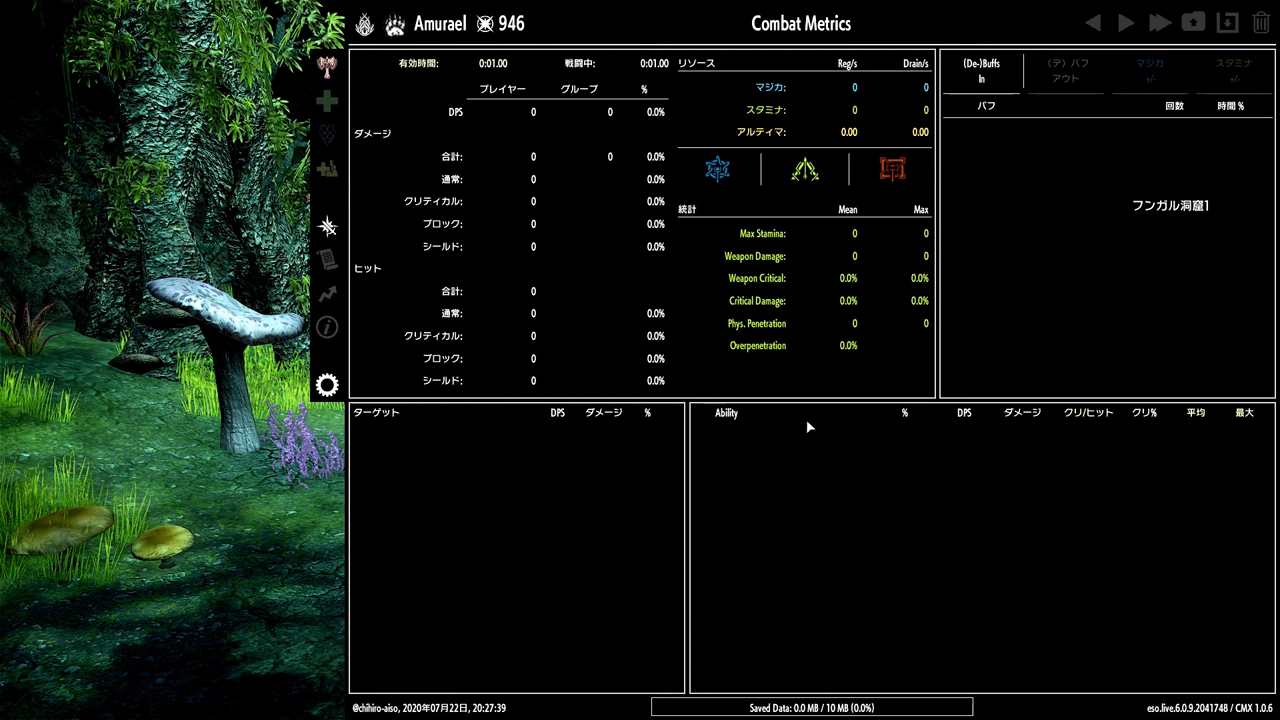 Amurael 946
Combat Metrics
有効時間: 0:01.00 戦闘中: 0:01.00
プレイヤー グループ %
DPS 0 0 0.0%
ダメージ
合計: 0 0 0.0%
通常: 0 0.0%
クリティカル: 0 0.0%
ブロック: 0 0.0%
シールド: 0 0.0%
ヒット
合計: 0
通常: 0 0.0%
クリティカル: 0 0.0%
ブロック: 0 0.0%
シールド: 0 0.0%
リソース Reg/s Drain/s
マジカ: 0 0
スタミナ: 0 0
アルティマ: 0.00 0.00
統計 Mean Max
Max Stamina: 0 0
Weapon Damage: 0 0
Weapon Critical: 0.0% 0.0%
Critical Damage: 0.0% 0.0%
Phys. Penetration 0 0
Overpenetration 0.0%
(De-)Buffs
In
(デ) バフ
アウト
マジカ
+/-
スタミナ
+/-
バフ 回数 時間 %
フンガル洞窟1
ターゲット DPS ダメージ %
Ability % DPS ダメージ クリ/ヒット クリ% 平均 最大
@chihiro-aiso, 2020年07月22日, 20:27:39
Saved Data: 0.0 MB / 10 MB (0.0%)
eso.live.6.0.9.2041748 / CMX 1.0.6